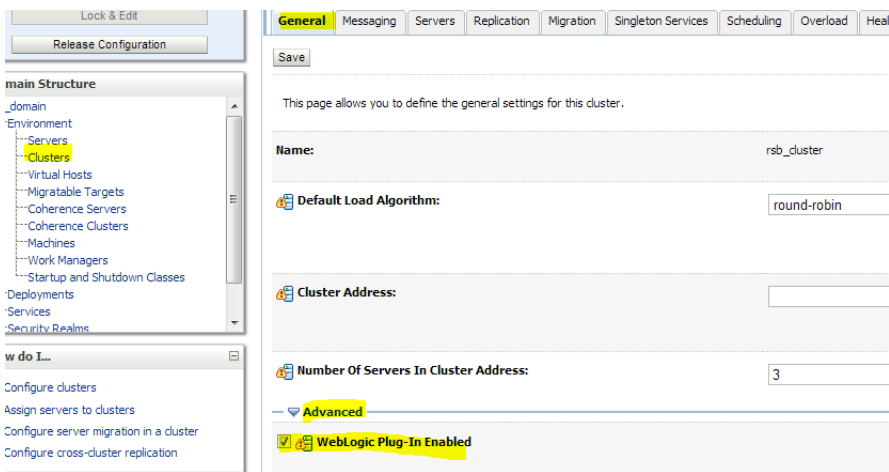 Lock & Edit
Release Configuration
main Structure
_domain
Environment
Servers
Clusters
Virtual Hosts
Migratable Targets
Coherence Servers
Coherence Clusters
Machines
Work Managers
Startup and Shutdown Classes
Deployments
Services
Security Realms
w do I...
Configure clusters
Assign servers to clusters
Configure server migration in a cluster
Configure cross-cluster replication
General Messaging Servers Replication Migration Singleton Services Scheduling Overload Heal
Save
This page allows you to define the general settings for this cluster.
Name: rsb_cluster
Default Load Algorithm: round-robin
Cluster Address:
Number Of Servers In Cluster Address: 3
Advanced
WebLogic Plug-In Enabled